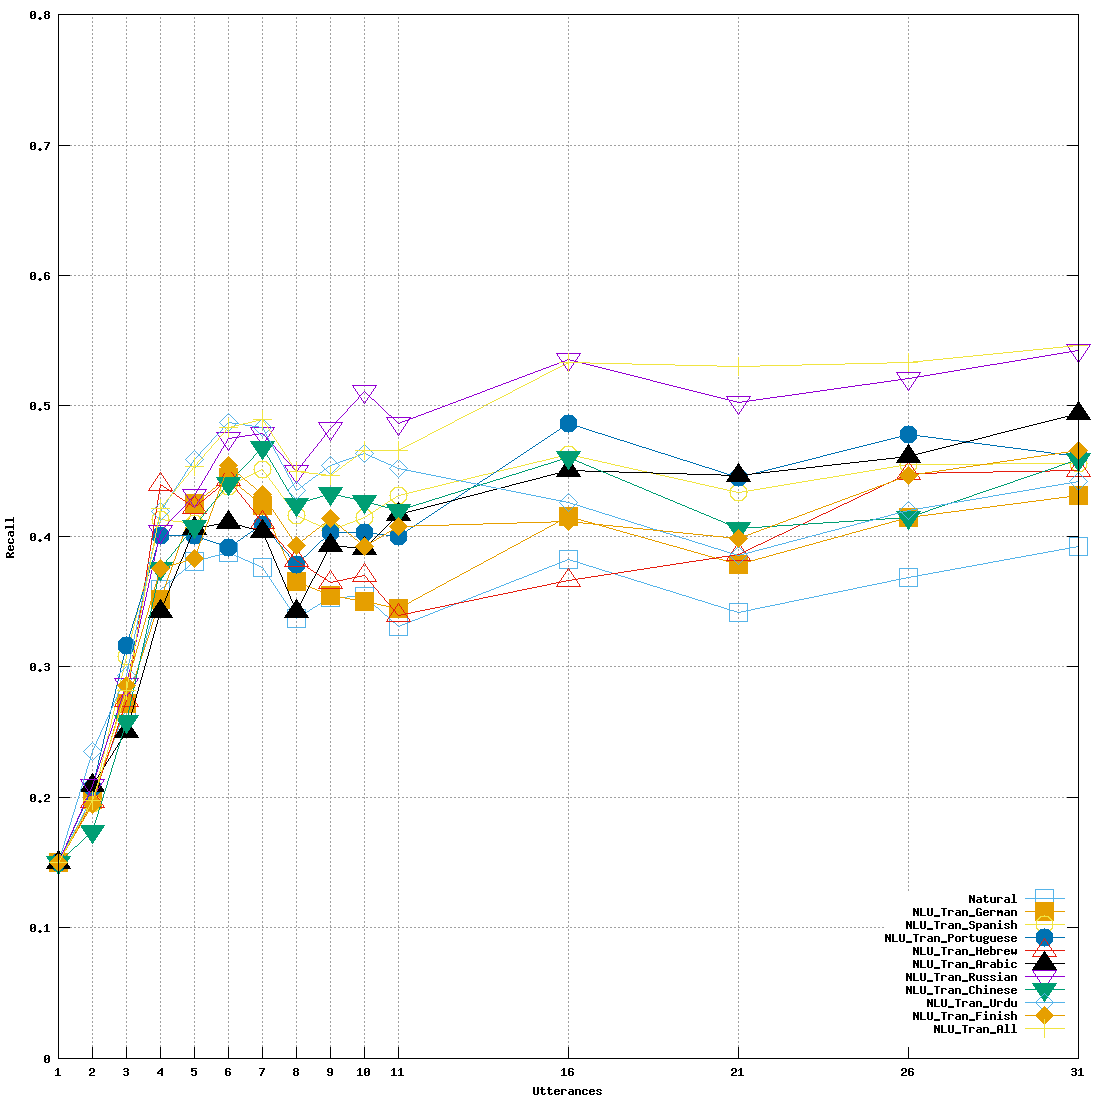 0.8
0.7
0.6
0.5
0.4
0.3
0.2
0.1
0
Recall
1 2 3 4 5 6 7 8 9 10 11 16 21 26 31
Utterances
Natural
NLU_Tran_German
NLU_Tran_Spanish
NLU_Tran_Portuguese
NLU_Tran_Hebrew
NLU_Tran_Arabic
NLU_Tran_Russian
NLU_Tran_Chinese
NLU_Tran_Urdu
NLU_Tran_Finish
NLU_Tran_All